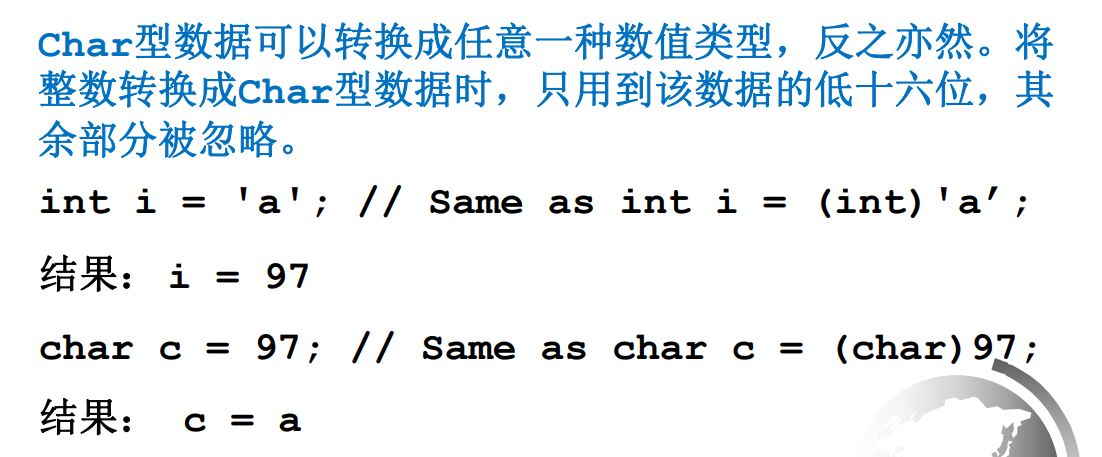 Char型数据可以转换成任意一种数值类型，反之亦然。将
整数转换成Char型数据时，只用到该数据的低十六位，其
余部分被忽略。
int i = 'a'; // Same as int i = (int)'a’;
结果： i = 97
char c = 97; // Same as char c = (char)97;
结果： c = a